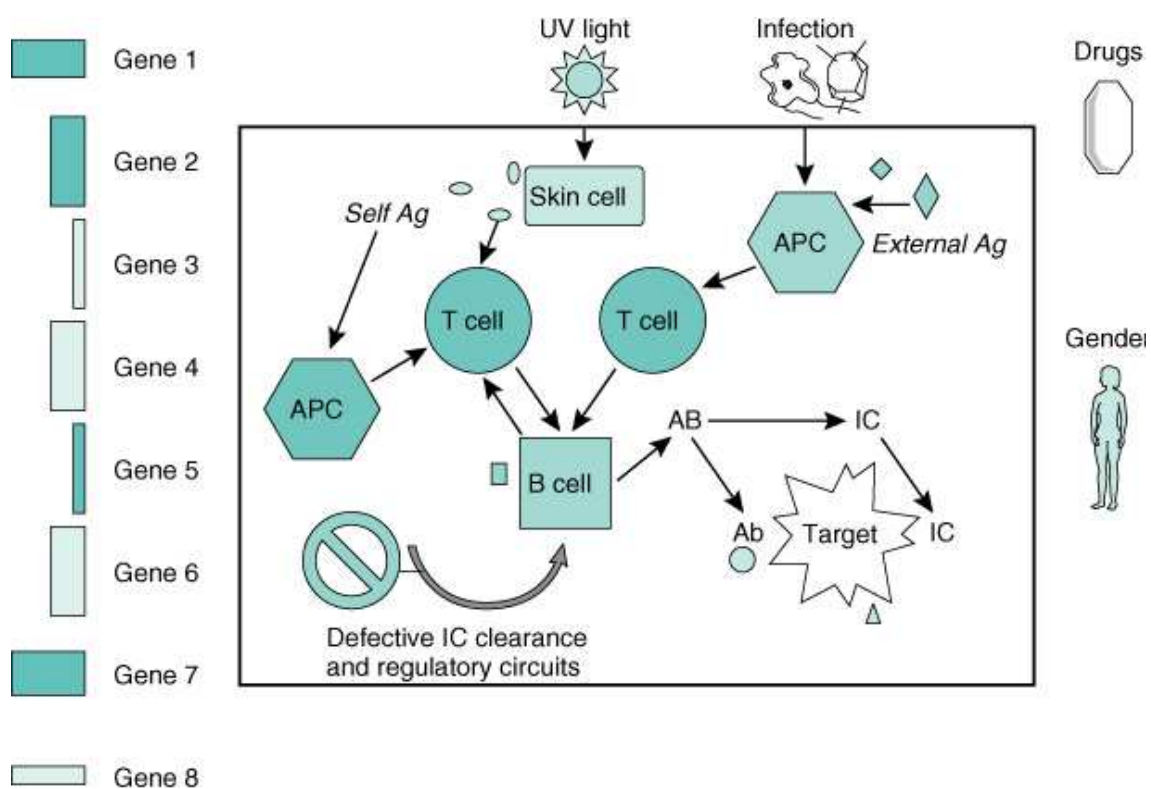 Gene 1
Gene 2
Gene 3
Gene 4
Gene 5
Gene 6
Gene 7
Gene 8
UV light
Infection
Drugs
Skin cell
Self Ag
APC
External Ag
T cell
T cell
Gender
APC
AB
IC
B cell
Ab
Target
IC
Defective IC clearance
and regulatory circuits